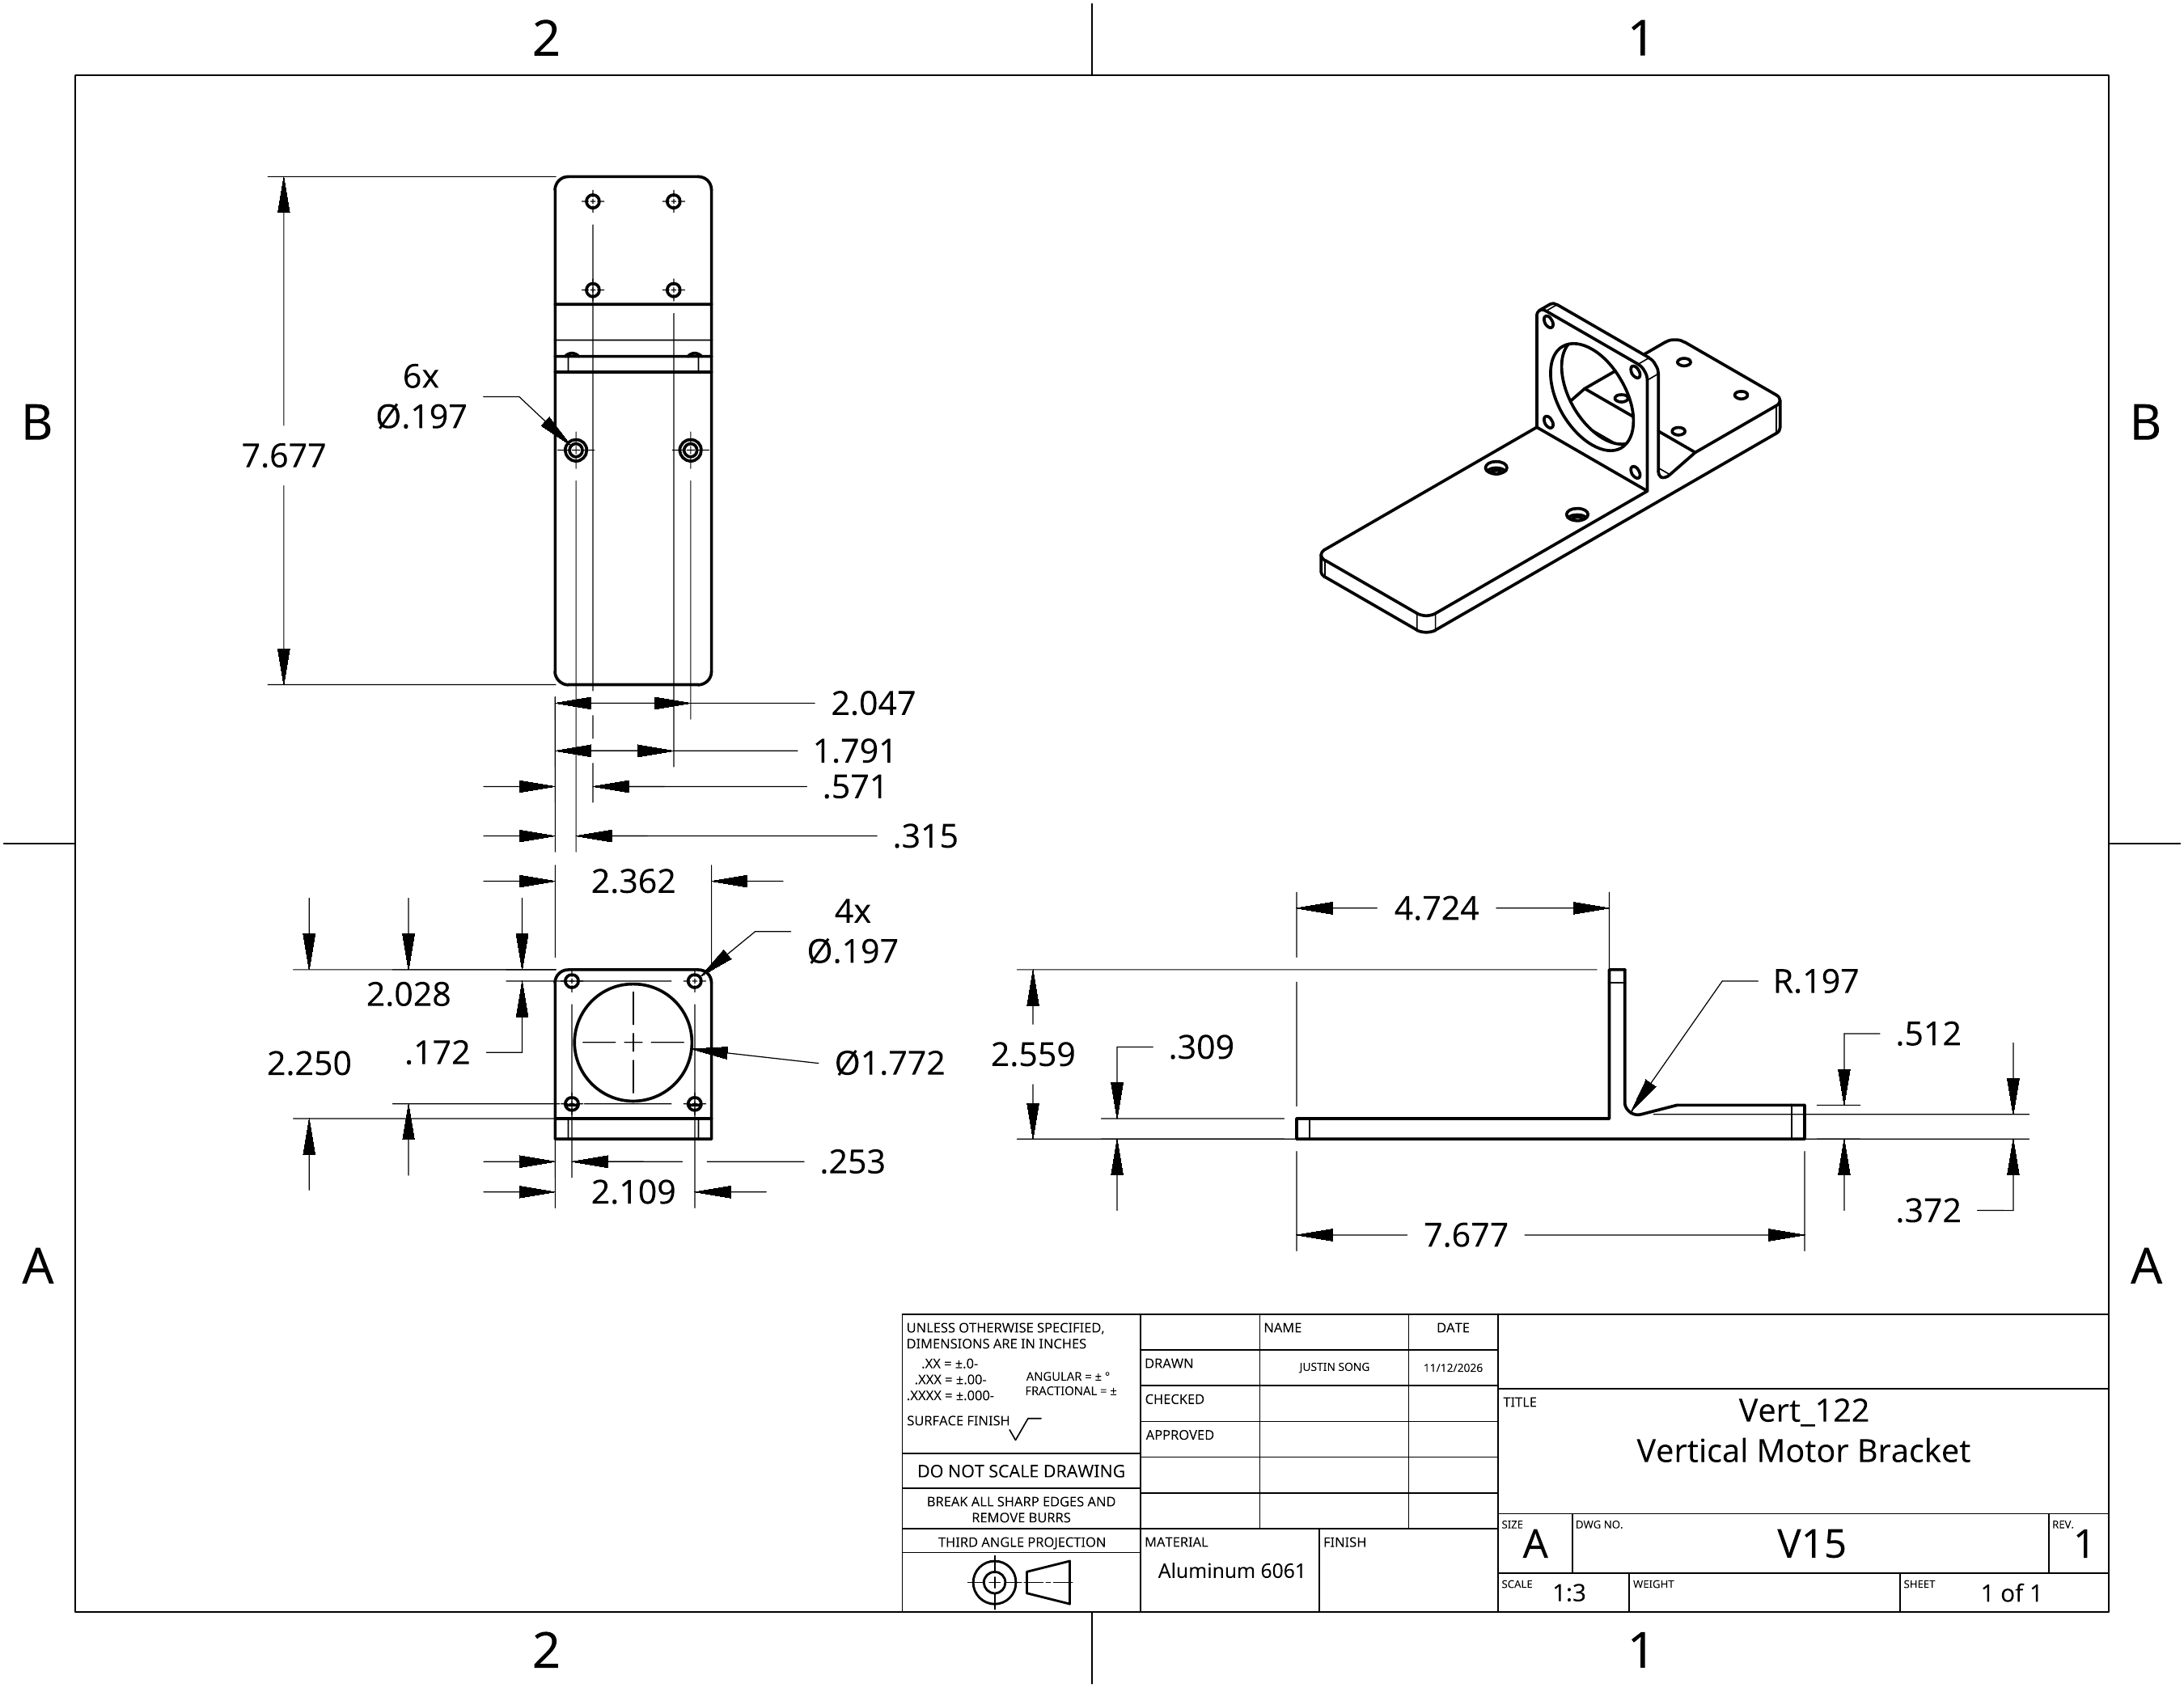 2
1
B
B
6x
Ø.197
7.677
2.047
1.791
.571
.315
2.362
4x
Ø.197
2.028
.172
2.250
Ø1.772
.253
2.109
4.724
R.197
.512
.309
2.559
.372
7.677
A
A
UNLESS OTHERWISE SPECIFIED,
DIMENSIONS ARE IN INCHES
.XX = ±.0-
.XXX = ±.00-
.XXXX = ±.000-
ANGULAR = ± °
FRACTIONAL = ±
SURFACE FINISH
DO NOT SCALE DRAWING
BREAK ALL SHARP EDGES AND
REMOVE BURRS
THIRD ANGLE PROJECTION
NAME
DATE
DRAWN
JUSTIN SONG
11/12/2026
CHECKED
APPROVED
MATERIAL
Aluminum 6061
FINISH
TITLE
Vert_122
Vertical Motor Bracket
SIZE
A
DWG NO.
V15
REV.
1
SCALE
1:3
WEIGHT
SHEET
1 of 1
2
1